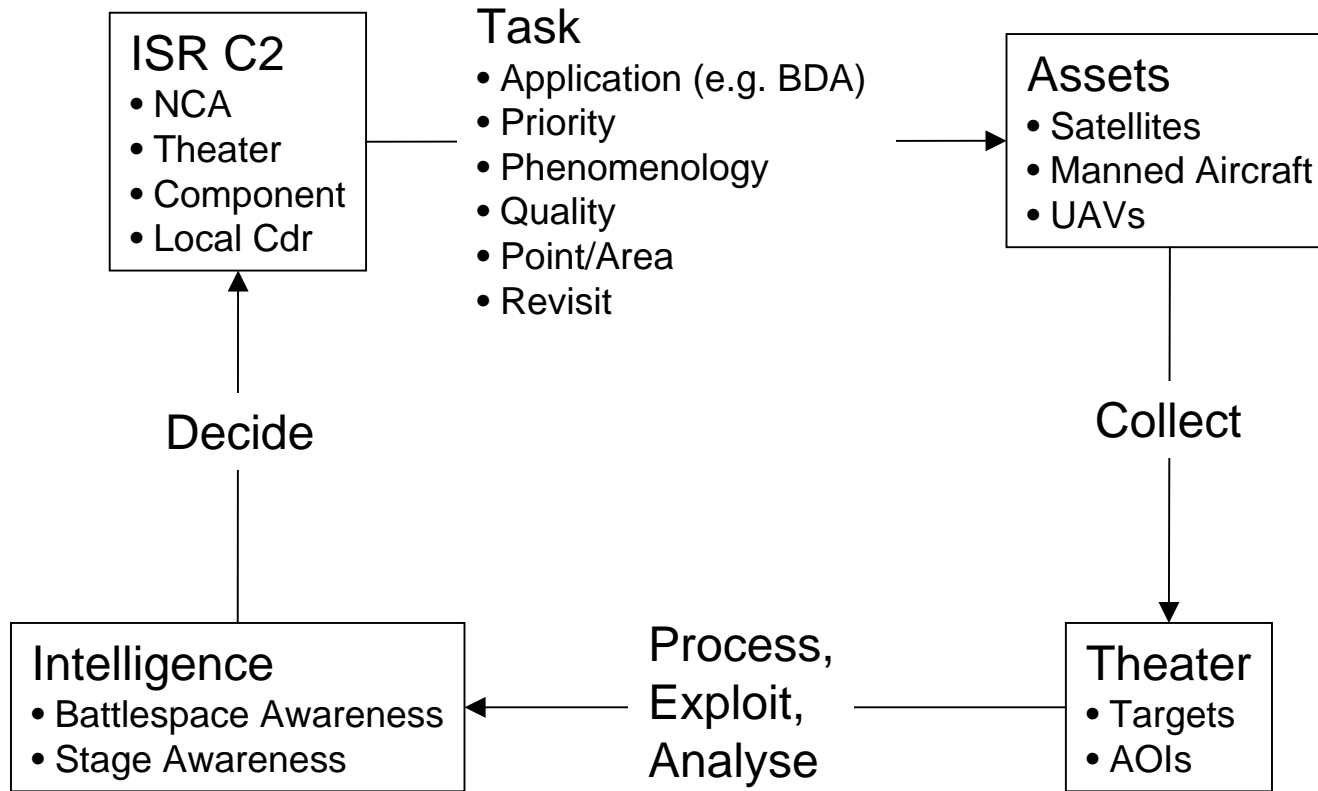 ISR C2
• NCA
• Theater
• Component
• Local Cdr
Task
• Application (e.g. BDA)
• Priority
• Phenomenology
• Quality
• Point/Area
• Revisit
Assets
• Satellites
• Manned Aircraft
• UAVs
Decide
Collect
Intelligence
• Battlespace Awareness
• Stage Awareness
Process,
Exploit,
Analyse
Theater
• Targets
• AOIs